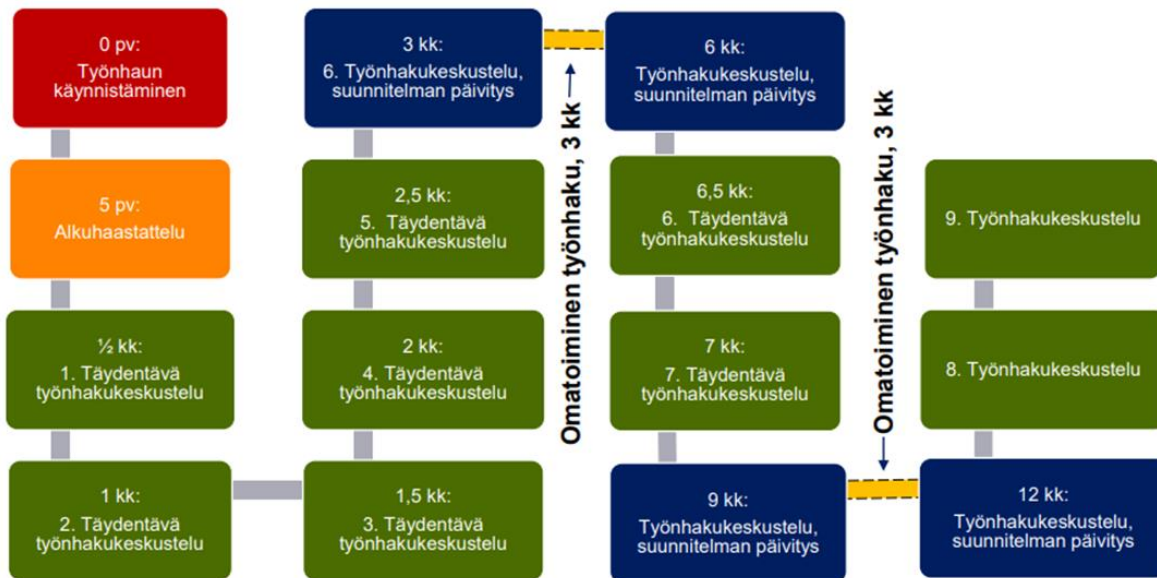 0 pv:
Työnhaun
käynnistäminen
5 pv:
Alkuhaastattelu
½ kk:
1. Täydentävä
työnhakukeskustelu
1 kk:
2. Täydentävä
työnhakukeskustelu
1,5 kk:
3. Täydentävä
työnhakukeskustelu
2 kk:
4. Täydentävä
työnhakukeskustelu
2,5 kk:
5. Täydentävä
työnhakukeskustelu
3 kk:
6. Työnhakukeskustelu,
suunnitelman päivitys
Omatoiminen työnhaku, 3 kk
6 kk:
Työnhakukeskustelu,
suunnitelman päivitys
6,5 kk:
6. Täydentävä
työnhakukeskustelu
7 kk:
7. Täydentävä
työnhakukeskustelu
9 kk:
Työnhakukeskustelu,
suunnitelman päivitys
Omatoiminen työnhaku, 3 kk
12 kk:
Työnhakukeskustelu,
suunnitelman päivitys
8. Työnhakukeskustelu
9. Työnhakukeskustelu